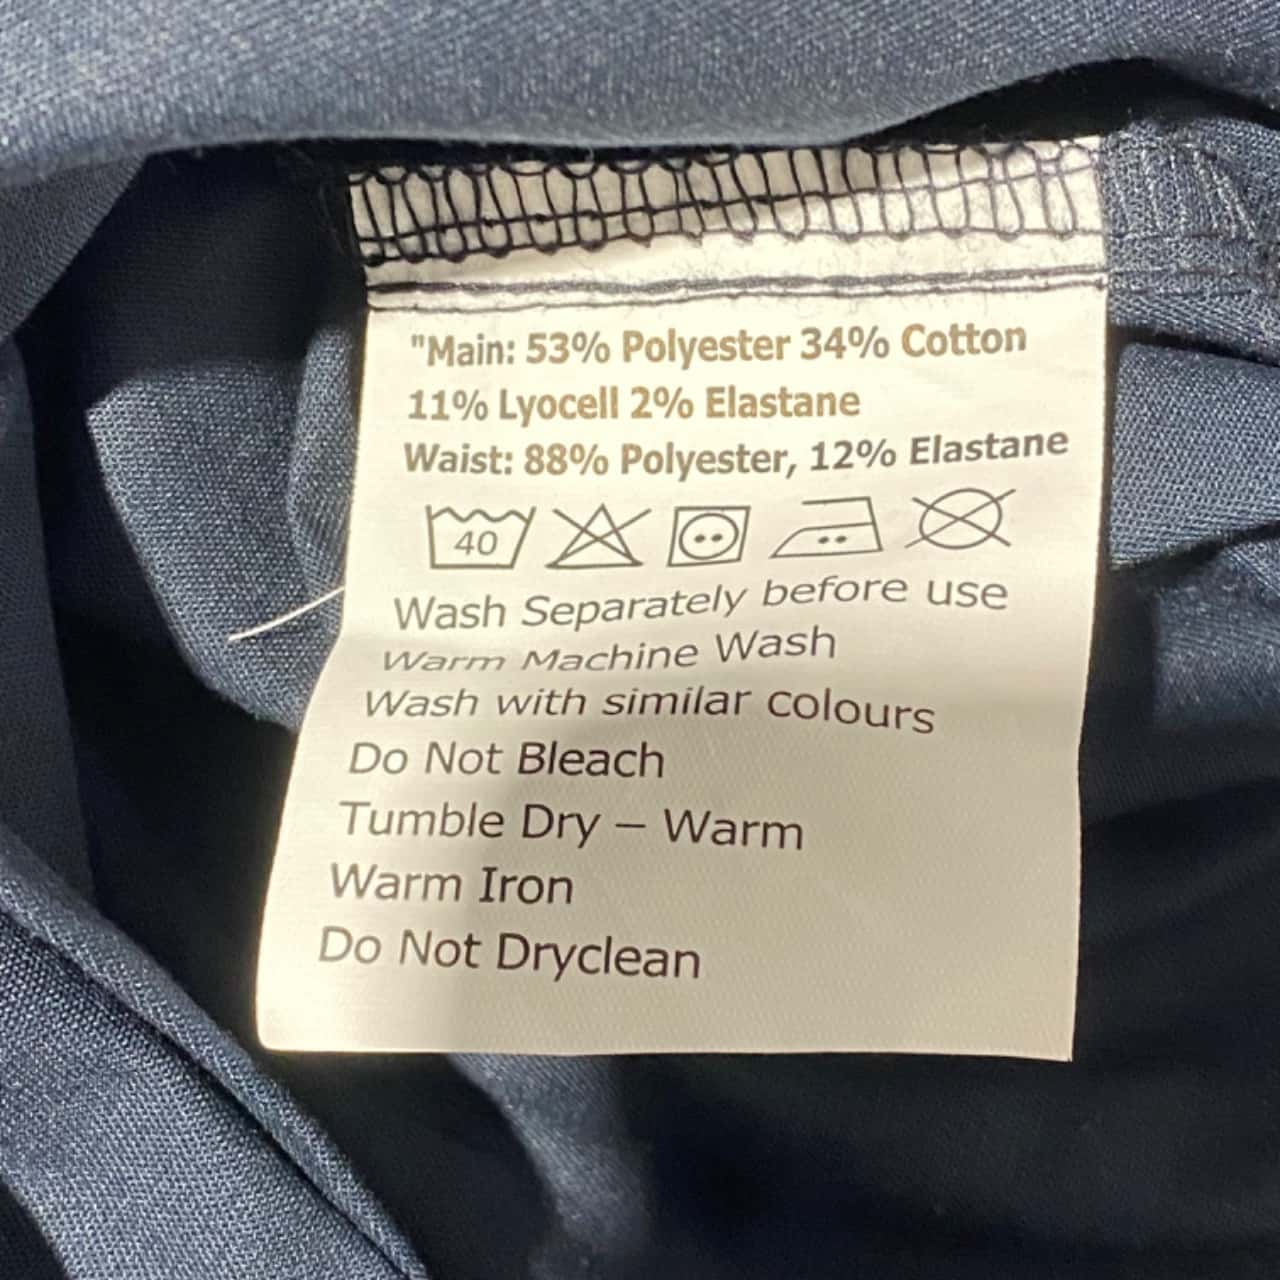 "Main: 53% Polyester 34% Cotton
11% Lyocell 2% Elastane
Waist: 88% Polyester, 12% Elastane
40
Wash Separately before use
Warm Machine Wash
Wash with similar colours
Do Not Bleach
Tumble Dry – Warm
Warm Iron
Do Not Dryclean